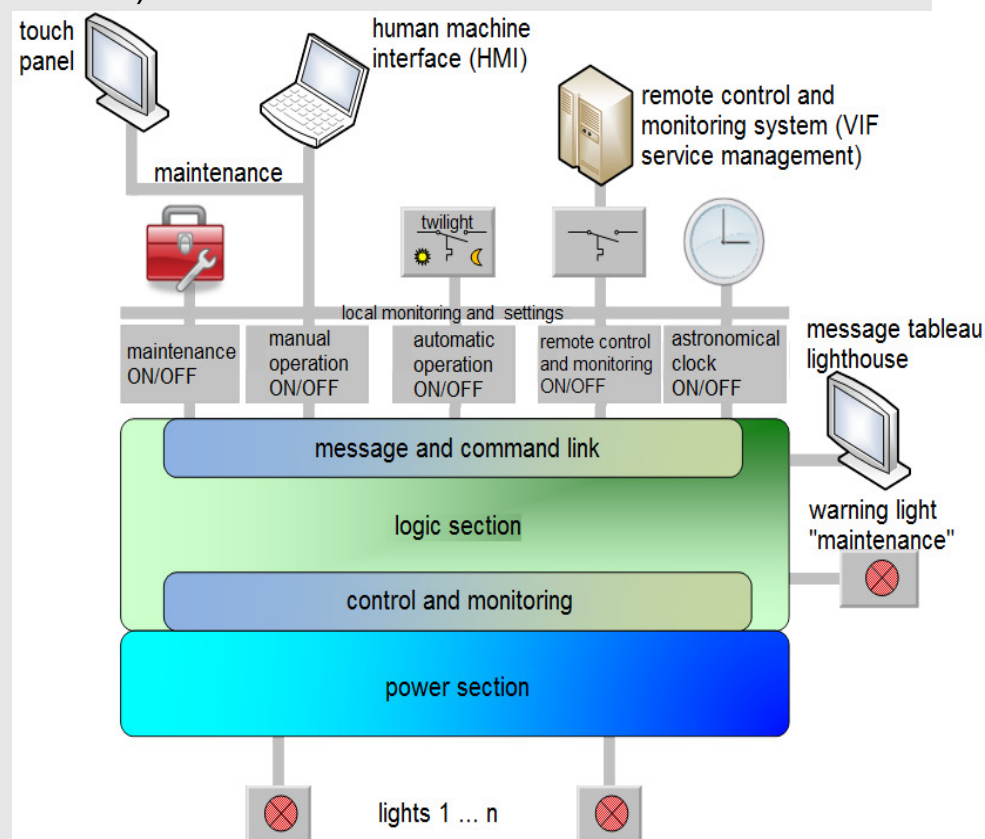 touch
panel
human machine
interface (HMI)
remote control and
monitoring system (VIF
service management)
maintenance
twilight
local monitoring and settings
maintenance
ON/OFF
manual
operation
ON/OFF
automatic
operation
ON/OFF
remote control
and monitoring
ON/OFF
astronomical
clock
ON/OFF
message tableau
lighthouse
message and command link
warning light
"maintenance"
logic section
control and monitoring
power section
lights 1 ... n